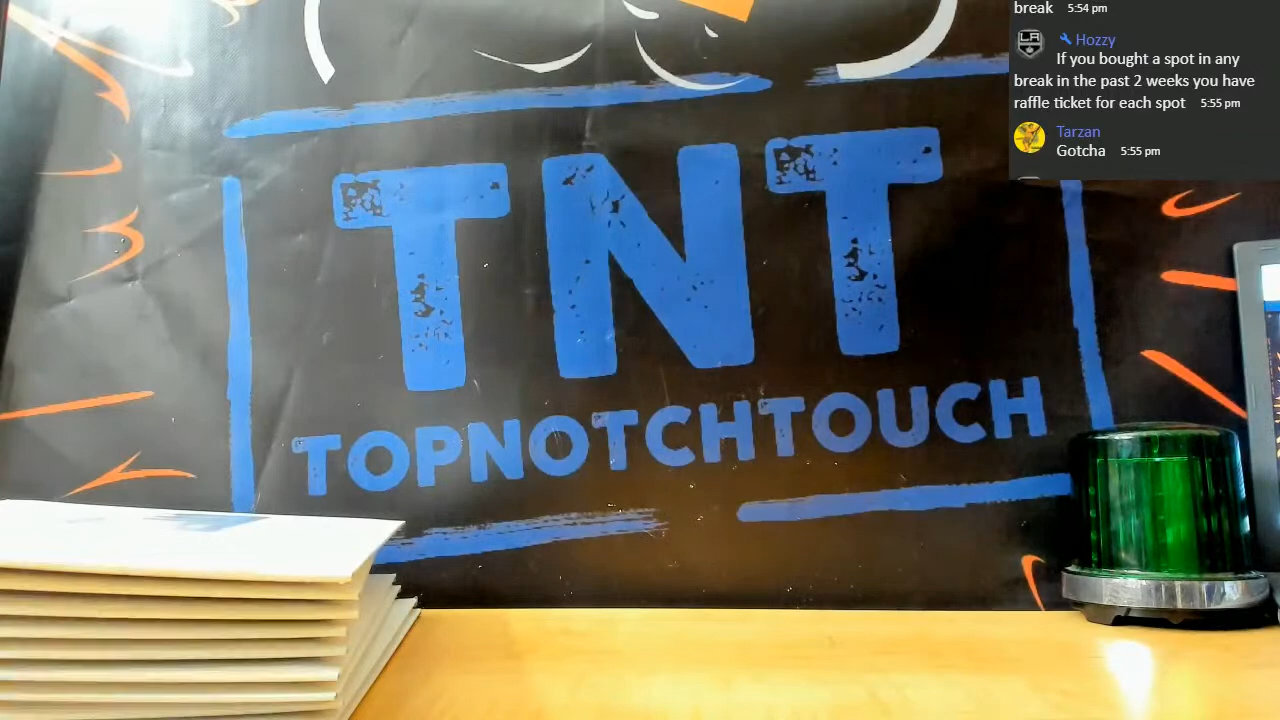 break 5:54 pm
Hozzy
If you bought a spot in any
break in the past 2 weeks you have
raffle ticket for each spot 5:55 pm
Tarzan
Gotcha 5:55 pm
LA
TNT
TOPNOTCHTOUCH